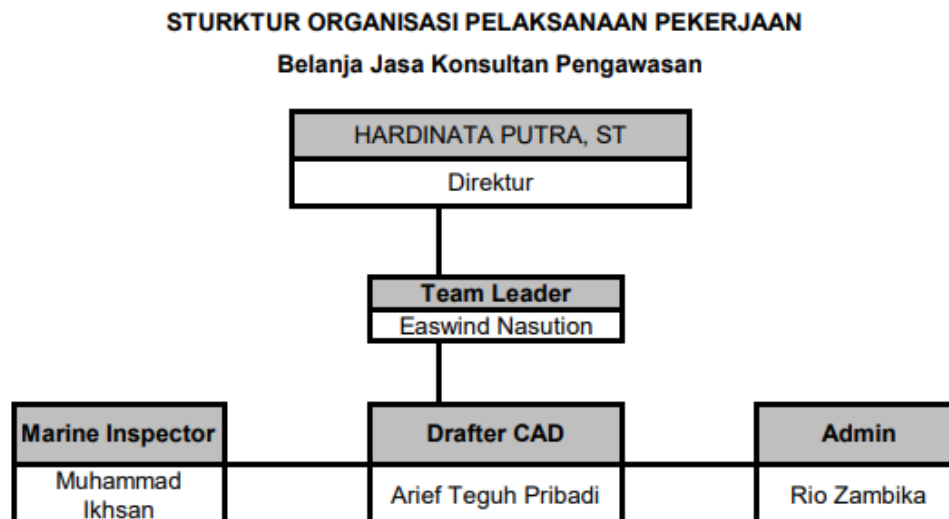 STURKTUR ORGANISASI PELAKSANAAN PEKERJAAN
Belanja Jasa Konsultan Pengawasan
HARDINATA PUTRA, ST
Direktur
Team Leader
Easwind Nasution
Marine Inspector
Muhammad
Ikhsan
Drafter CAD
Arief Teguh Pribadi
Admin
Rio Zambika